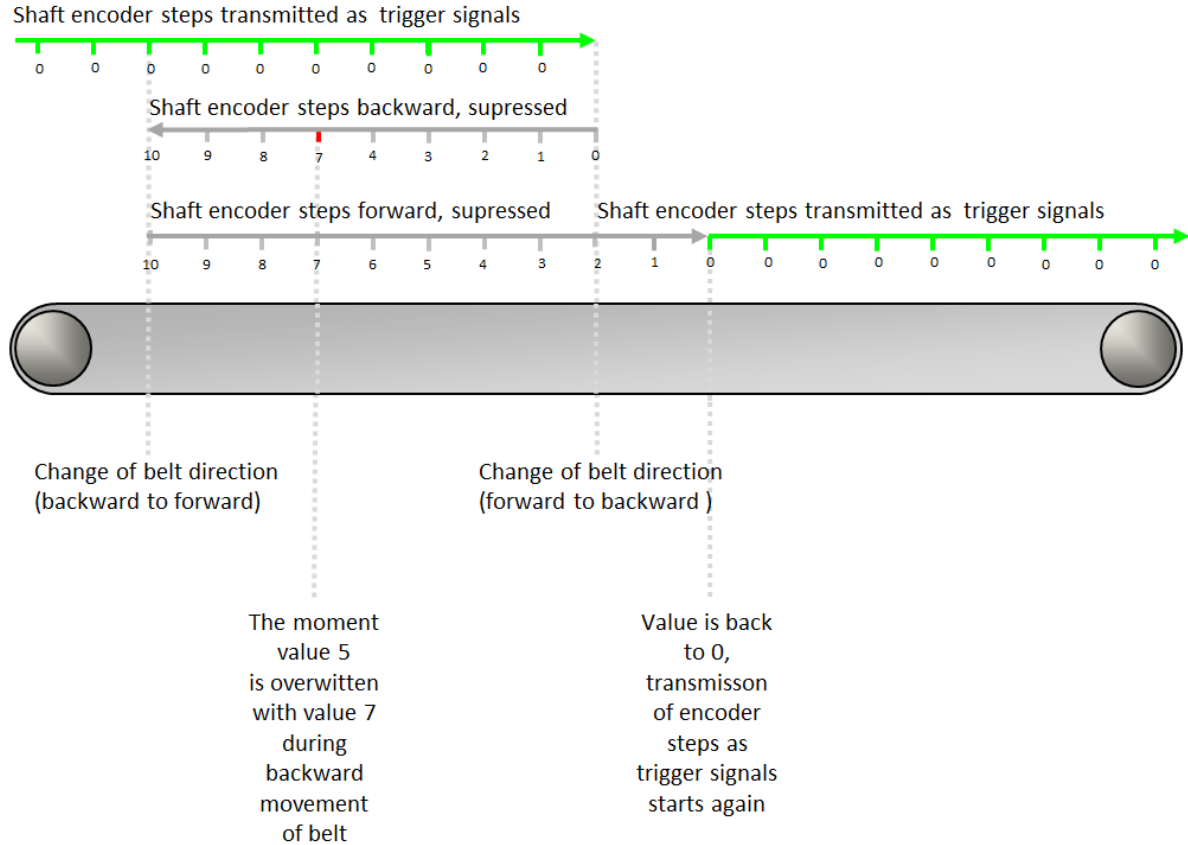 Shaft encoder steps transmitted as  trigger signals
0 0 0 0 0 0 0 0 0 0
Shaft encoder steps backward, supressed
10 9 8 7 4 3 2 1 0
Shaft encoder steps forward, supressed
Shaft encoder steps transmitted as  trigger signals
10 9 8 7 6 5 4 3 2 1 0 0 0 0 0 0 0 0 0
Change of belt direction
(backward to forward)
Change of belt direction
(forward to backward )
The moment
value 5
is overwitten
with value 7
during
backward
movement
of belt
Value is back
to 0,
transmisson
of encoder
steps as
trigger signals
starts again